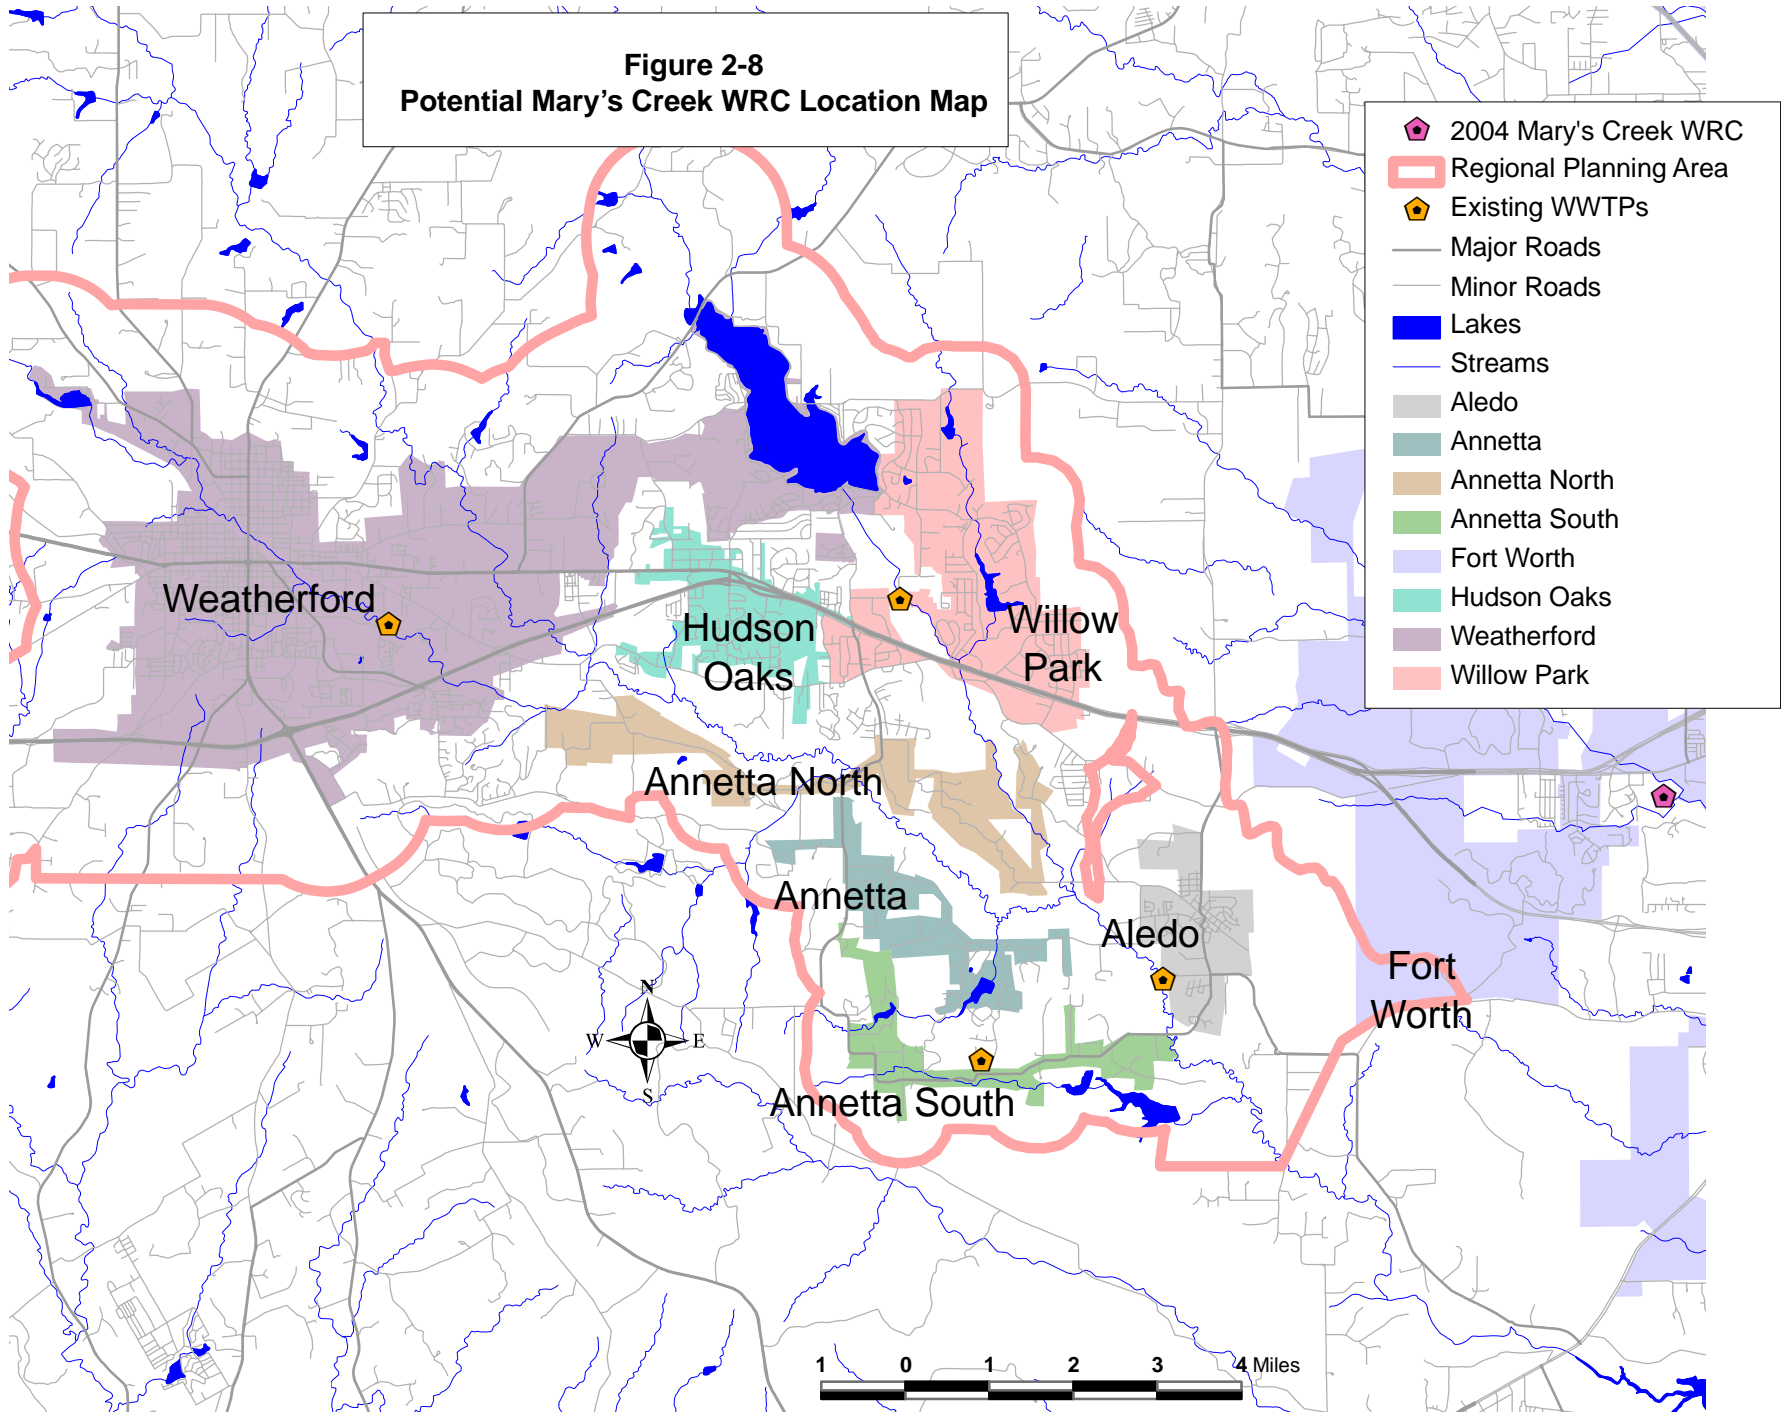 Figure 2-8
Potential Mary's Creek WRC Location Map
2004 Mary's Creek WRC
Regional Planning Area
Existing WWTPs
Major Roads
Minor Roads
Lakes
Streams
Aledo
Annetta
Annetta North
Annetta South
Fort Worth
Hudson Oaks
Weatherford
Willow Park
Weatherford
Hudson
Oaks
Willow
Park
Annetta North
Annetta
Aledo
Fort
Worth
Annetta South
N
W
E
S
1 0 1 2 3 4 Miles